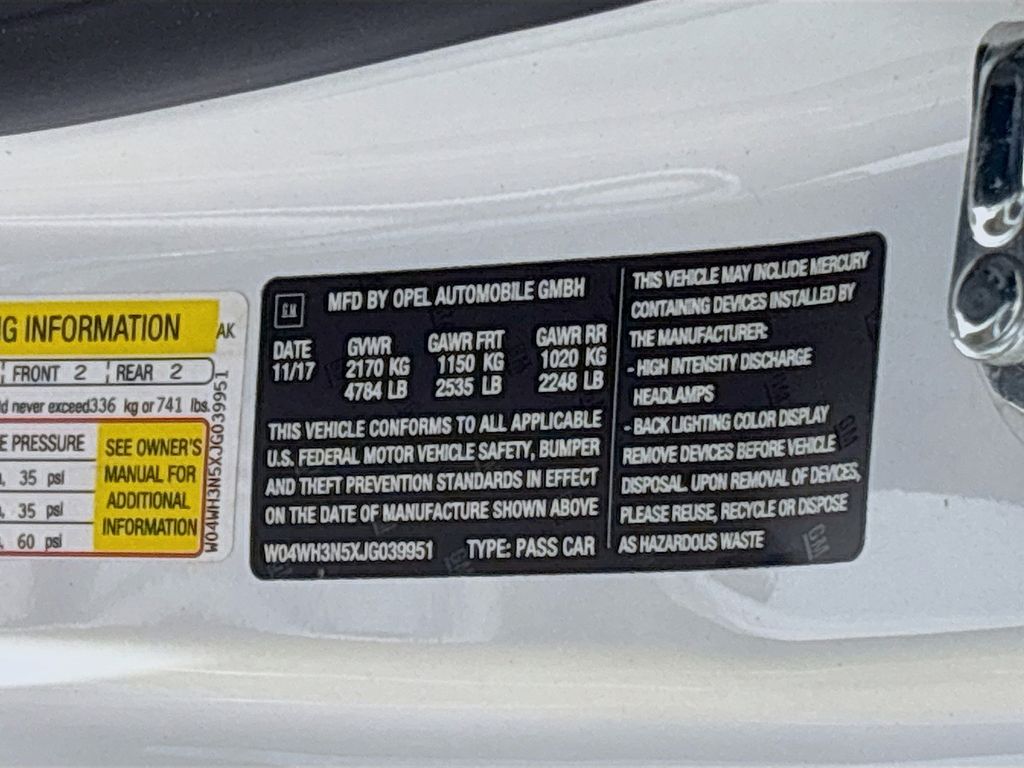 G INFORMATION
AK
FRONT 2 REAR 2
d never exceed336 kg or 741 lbs.
E PRESSURE
35 psi
35 psi
60 psi
SEE OWNER'S
MANUAL FOR
ADDITIONAL
INFORMATION
W04WH3N5XJG039951
GM
MFD BY OPEL AUTOMOBILE GMBH
DATE GVWR GAWR FRT GAWR RR
11/17 2170 KG 1150 KG 1020 KG
4784 LB 2535 LB 2248 LB
THIS VEHICLE CONFORMS TO ALL APPLICABLE
U.S. FEDERAL MOTOR VEHICLE SAFETY, BUMPER
AND THEFT PREVENTION STANDARDS IN EFFECT
ON THE DATE OF MANUFACTURE SHOWN ABOVE
W04WH3N5XJG039951 TYPE: PASS CAR
THIS VEHICLE MAY INCLUDE MERCURY
CONTAINING DEVICES INSTALLED BY
THE MANUFACTURER:
- HIGH INTENSITY DISCHARGE
HEADLAMPS
- BACK LIGHTING COLOR DISPLAY
REMOVE DEVICES BEFORE VEHICLE
DISPOSAL. UPON REMOVAL OF DEVICES,
PLEASE REUSE, RECYCLE OR DISPOSE
AS HAZARDOUS WASTE